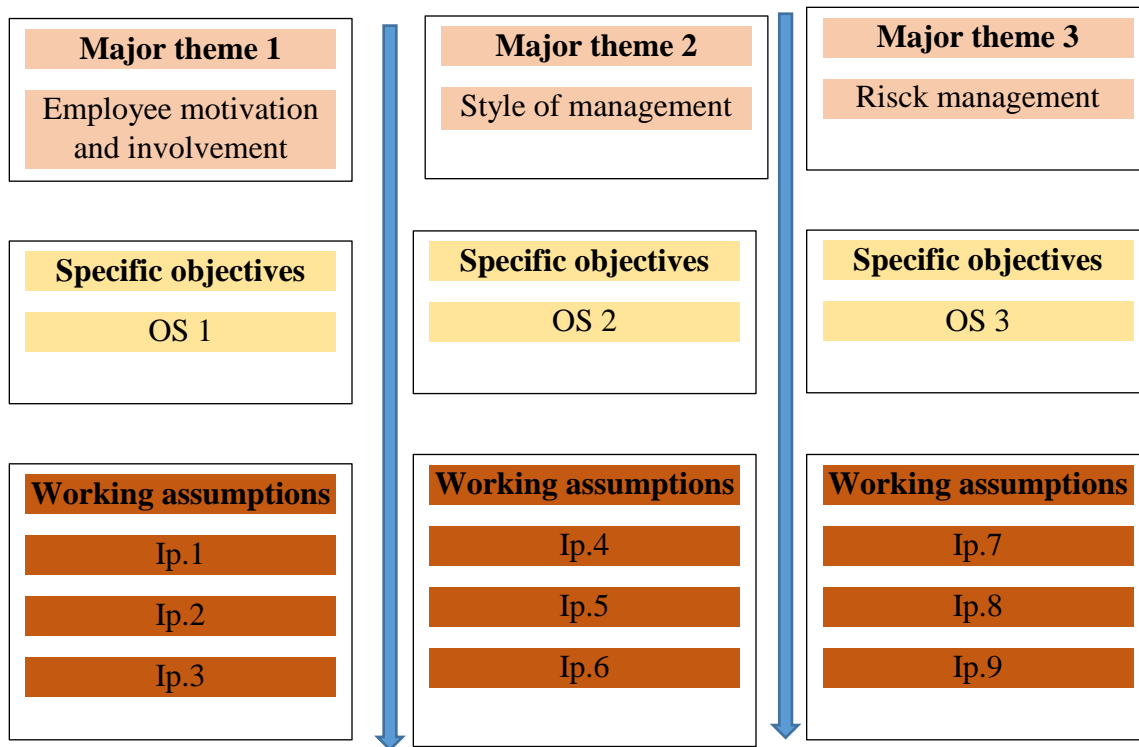 Major theme 1
Employee motivation
and involvement
Major theme 2
Style of management
Major theme 3
Risck management
Specific objectives
OS 1
Specific objectives
OS 2
Specific objectives
OS 3
Working assumptions
Ip.1
Ip.2
Ip.3
Working assumptions
Ip.4
Ip.5
Ip.6
Working assumptions
Ip.7
Ip.8
Ip.9